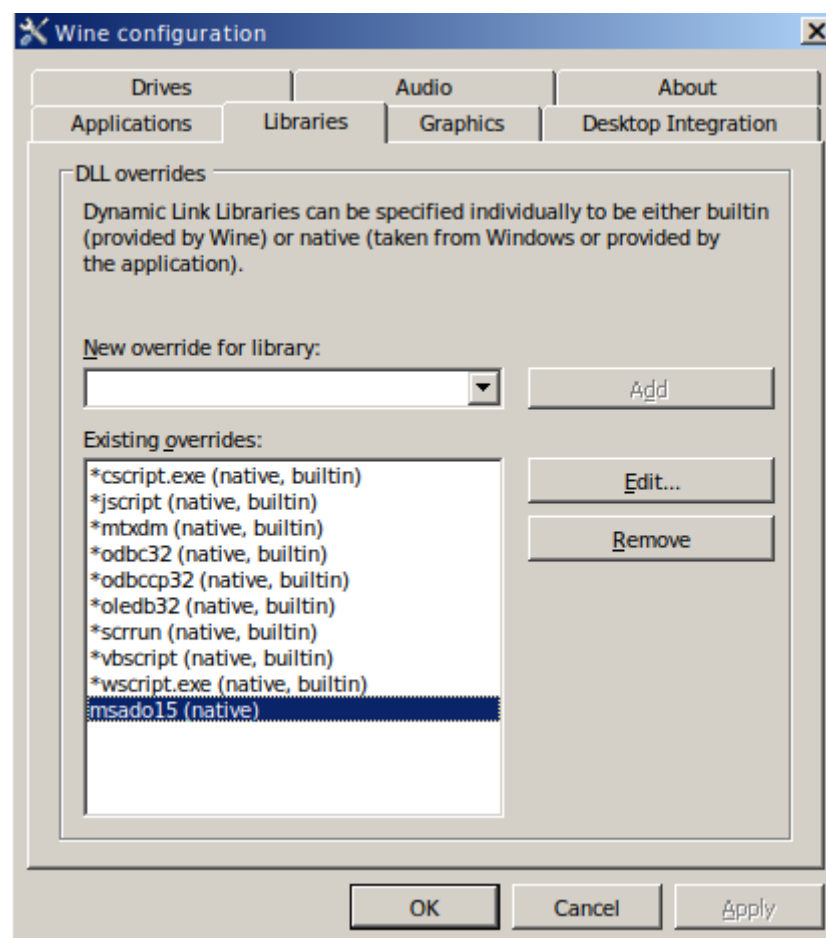 Wine configuration
Drives
Audio
About
Applications
Libraries
Graphics
Desktop Integration
DLL overrides
Dynamic Link Libraries can be specified individually to be either builtin
(provided by Wine) or native (taken from Windows or provided by
the application).
New override for library:
Add
Existing overrides:
*cscript.exe (native, builtin)
*jscript (native, builtin)
*mtxdm (native, builtin)
*odbc32 (native, builtin)
*odbccp32 (native, builtin)
*oledb32 (native, builtin)
*scrrun (native, builtin)
*vbscript (native, builtin)
*wscript.exe (native, builtin)
msado15 (native)
Edit...
Remove
OK
Cancel
Apply